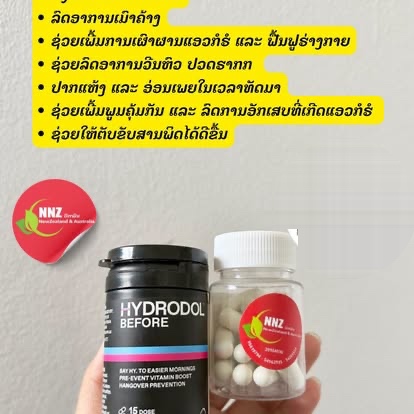 • ລົດອາການເມົາຄ້າງ
• ຊ່ວຍເພີ້ມການເຜົາຜານແອວກໍຮໍ ແລະ ຟື້ນຟູຮ່າງກາຍ
• ຊ່ວຍລົດອາການວິນຫົວ ປວດຮາກກ
• ປາກແຫ້ງ ແລະ ອ່ອນເພຍໃນເວລາທັດມາ
• ຊ່ວຍເພີ້ມພູມຄຸ້ມກັນ ແລະ ລົດການອັກເສບທີ່ເກີດແອວກໍຮໍ
• ຊ່ວຍໃຫ້ຕັບຂັບສານພິດໄດ້ດີຂຶ້ນ
NNZ
NewZealand & Australia
HYDRODOL
BEFORE
SAY HY. TO EASIER MORNINGS
PRE-EVENT VITAMIN BOOST
HANGOVER PREVENTION
15 DOSE
NNZ